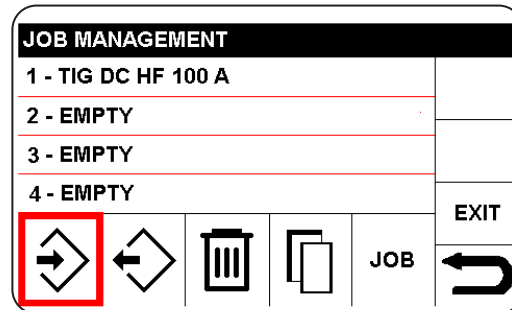 JOB MANAGEMENT
1 - TIG DC HF 100 A
2 - EMPTY
3 - EMPTY
4 - EMPTY
EXIT
JOB